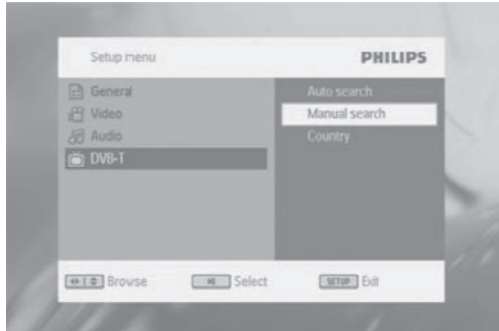 Setup menu
PHILIPS
General
Video
Audio
DVB-T
Auto search
Manual search
Country
Browse
Select
SETUP Exit